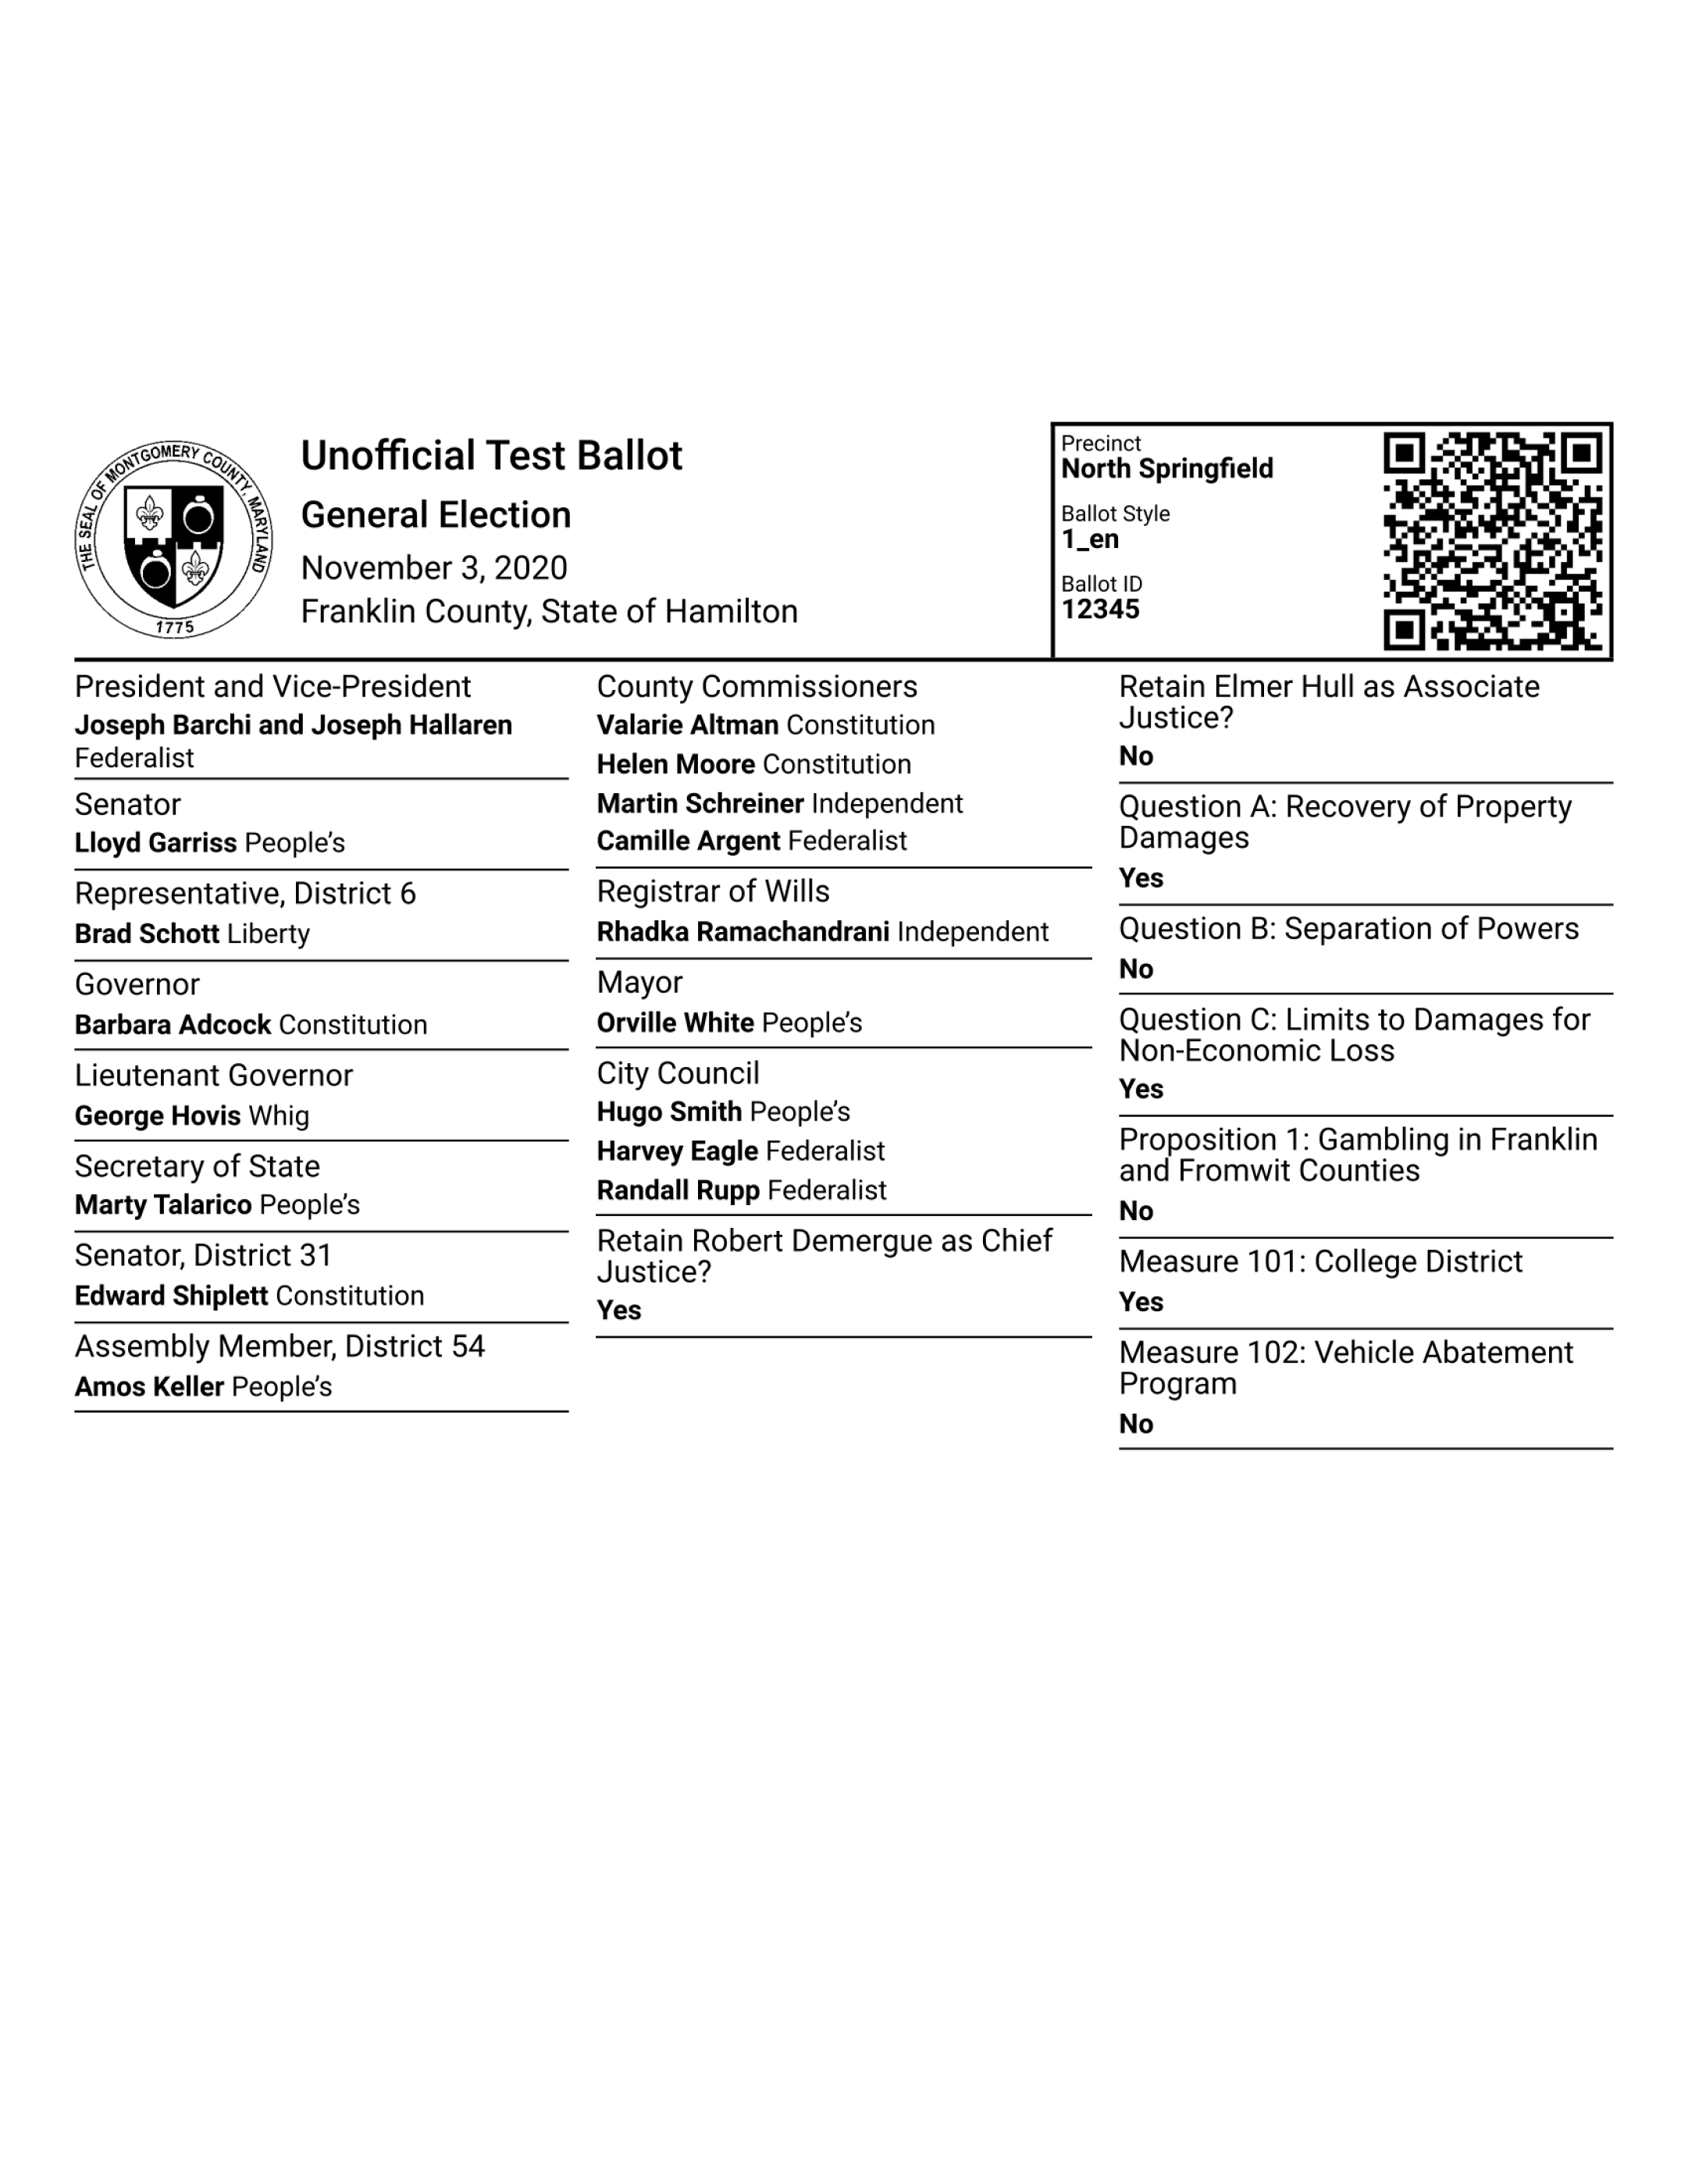 THE SEAL OF MONTGOMERY COUNTY, MARYLAND
1775
Unofficial Test Ballot
General Election
November 3, 2020
Franklin County, State of Hamilton
Precinct
North Springfield
Ballot Style
1_en
Ballot ID
12345
President and Vice-President
Joseph Barchi and Joseph Hallaren
Federalist
Senator
Lloyd Garriss People’s
Representative, District 6
Brad Schott Liberty
Governor
Barbara Adcock Constitution
Lieutenant Governor
George Hovis Whig
Secretary of State
Marty Talarico People’s
Senator, District 31
Edward Shiplett Constitution
Assembly Member, District 54
Amos Keller People’s
County Commissioners
Valarie Altman Constitution
Helen Moore Constitution
Martin Schreiner Independent
Camille Argent Federalist
Registrar of Wills
Rhadka Ramachandrani Independent
Mayor
Orville White People’s
City Council
Hugo Smith People’s
Harvey Eagle Federalist
Randall Rupp Federalist
Retain Robert Demergue as Chief
Justice?
Yes
Retain Elmer Hull as Associate
Justice?
No
Question A: Recovery of Property
Damages
Yes
Question B: Separation of Powers
No
Question C: Limits to Damages for
Non-Economic Loss
Yes
Proposition 1: Gambling in Franklin
and Fromwit Counties
No
Measure 101: College District
Yes
Measure 102: Vehicle Abatement
Program
No